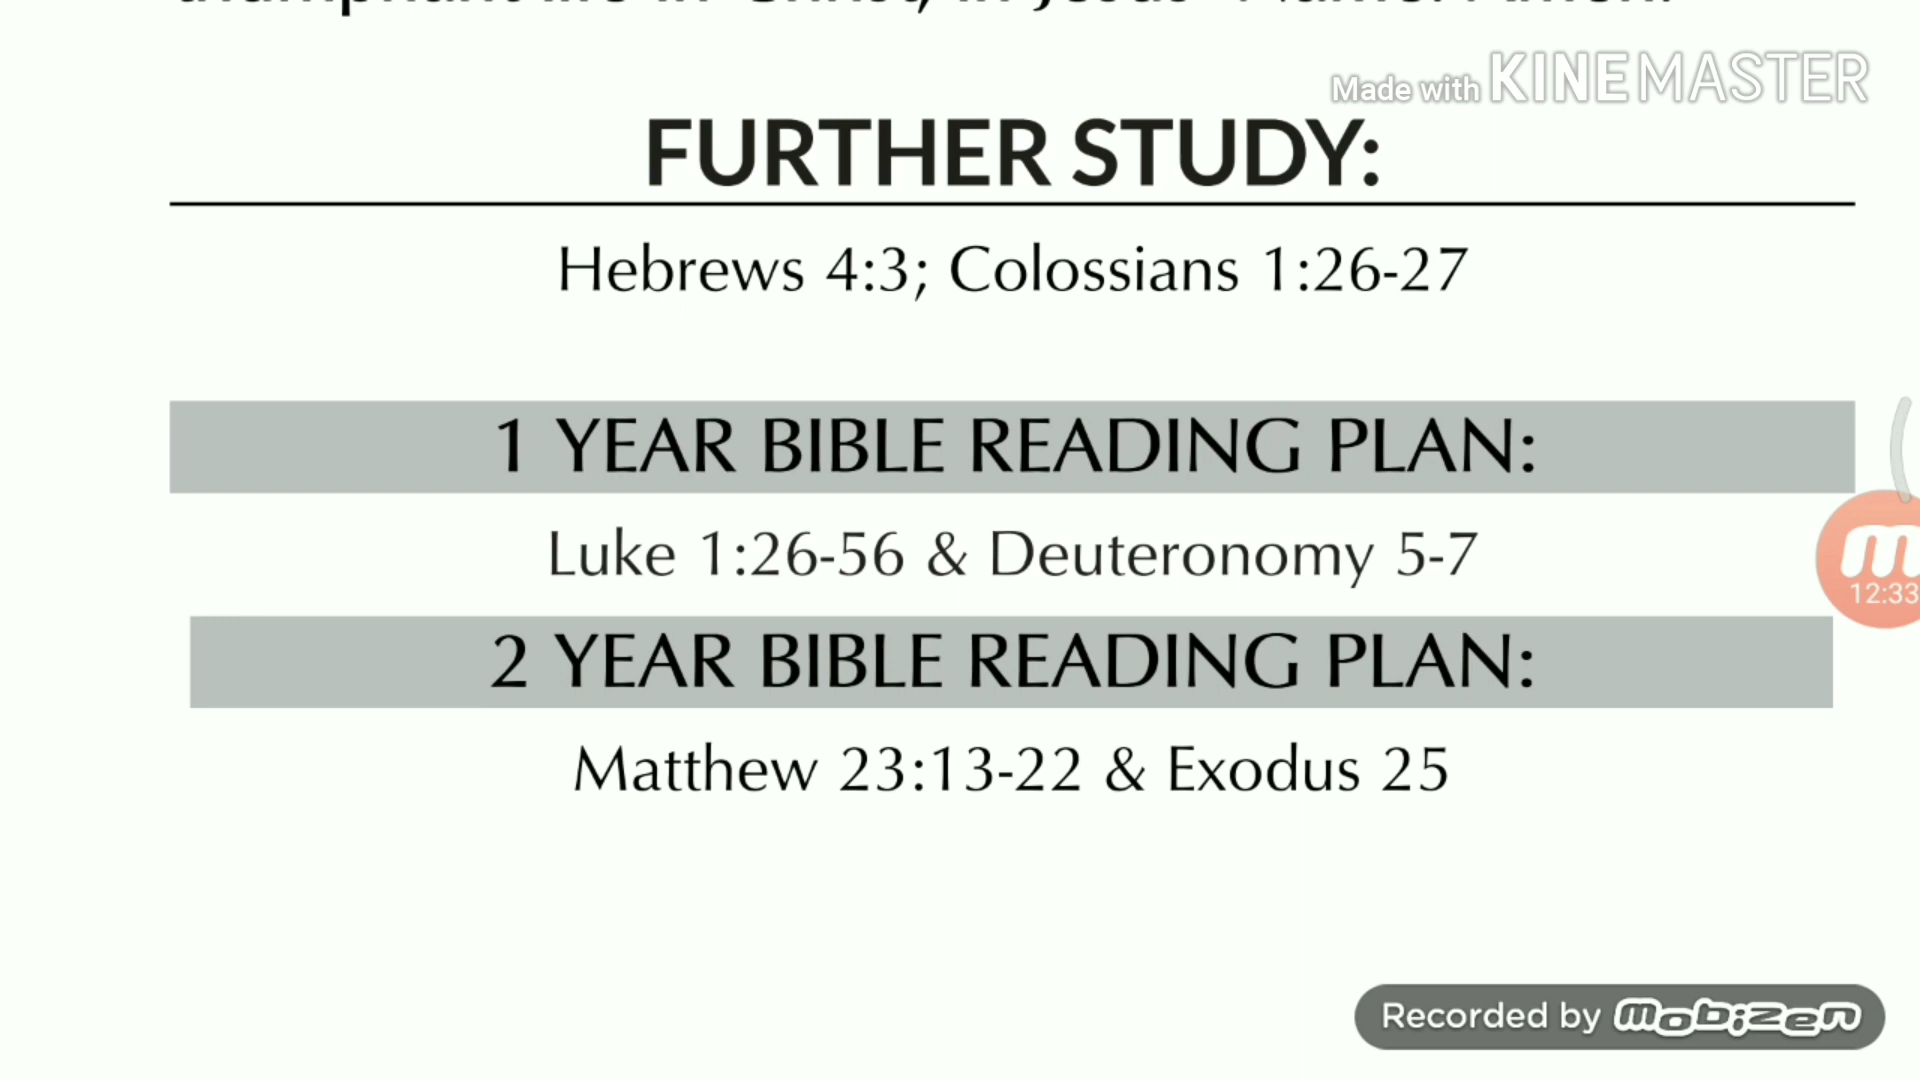 Made with KINEMASTER
FURTHER STUDY:
Hebrews 4:3; Colossians 1:26-27
1 YEAR BIBLE READING PLAN:
Luke 1:26-56 & Deuteronomy 5-7
12:33
2 YEAR BIBLE READING PLAN:
Matthew 23:13-22 & Exodus 25
Recorded by mobizen